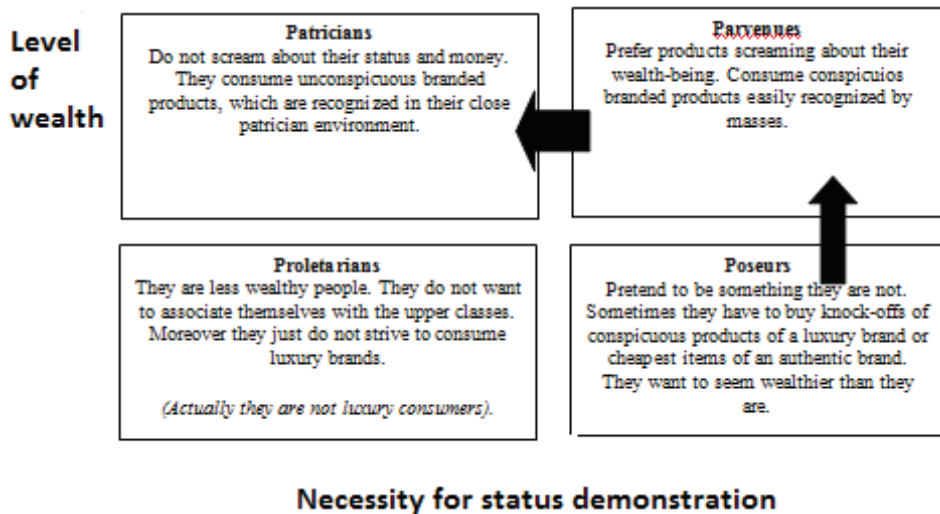 Level
of
wealth
Patricians
Do not scream about their status and money.
They consume unconspicuous branded
products, which are recognized in their close
patrician environment.
Parvenues
Prefer products screaming about their
wealth-being. Consume conspicuios
branded products easily recognized by
masses.
Proletarians
They are less wealthy people. They do not want
to associate themselves with the upper classes.
Moreover they just do not strive to consume
luxury brands.
(Actually they are not luxury consumers).
Poseurs
Pretend to be something they are not.
Sometimes they have to buy knock-offs of
conspicuous products of a luxury brand or
cheapest items of an authentic brand.
They want to seem wealthier than they
are.
Necessity for status demonstration